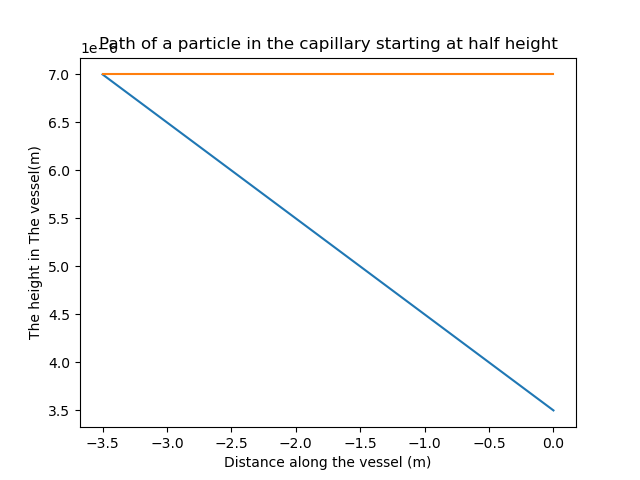 Path of a particle in the capillary starting at half height
1e−6
7.0
6.5
6.0
5.5
5.0
4.5
4.0
3.5
The height in The vessel(m)
−3.5 −3.0 −2.5 −2.0 −1.5 −1.0 −0.5 0.0
Distance along the vessel (m)